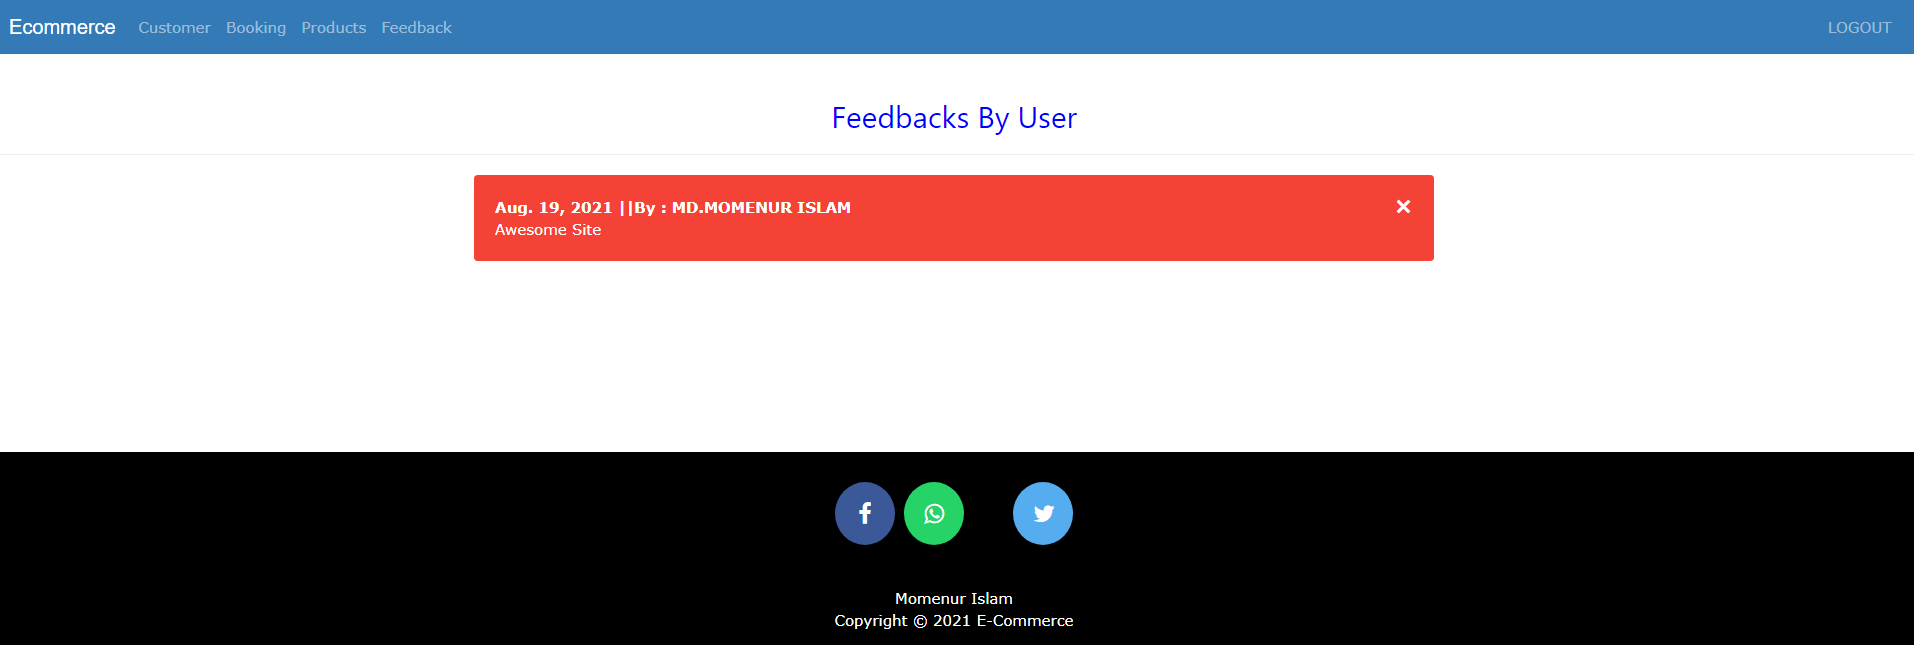 Ecommerce Customer Booking Products Feedback LOGOUT
Feedbacks By User
Aug. 19, 2021 ||By : MD.MOMENUR ISLAM ×
Awesome Site
Momenur Islam
Copyright © 2021 E-Commerce